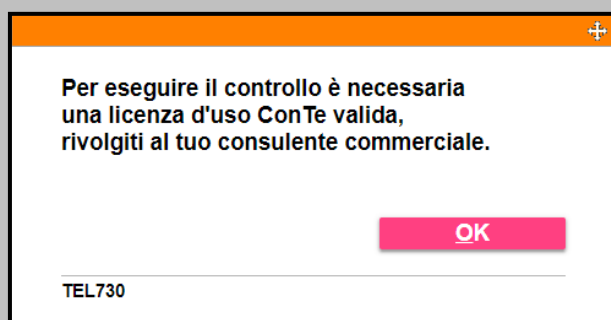 Per eseguire il controllo è necessaria
una licenza d'uso ConTe valida,
rivolgiti al tuo consulente commerciale.
OK
TEL730